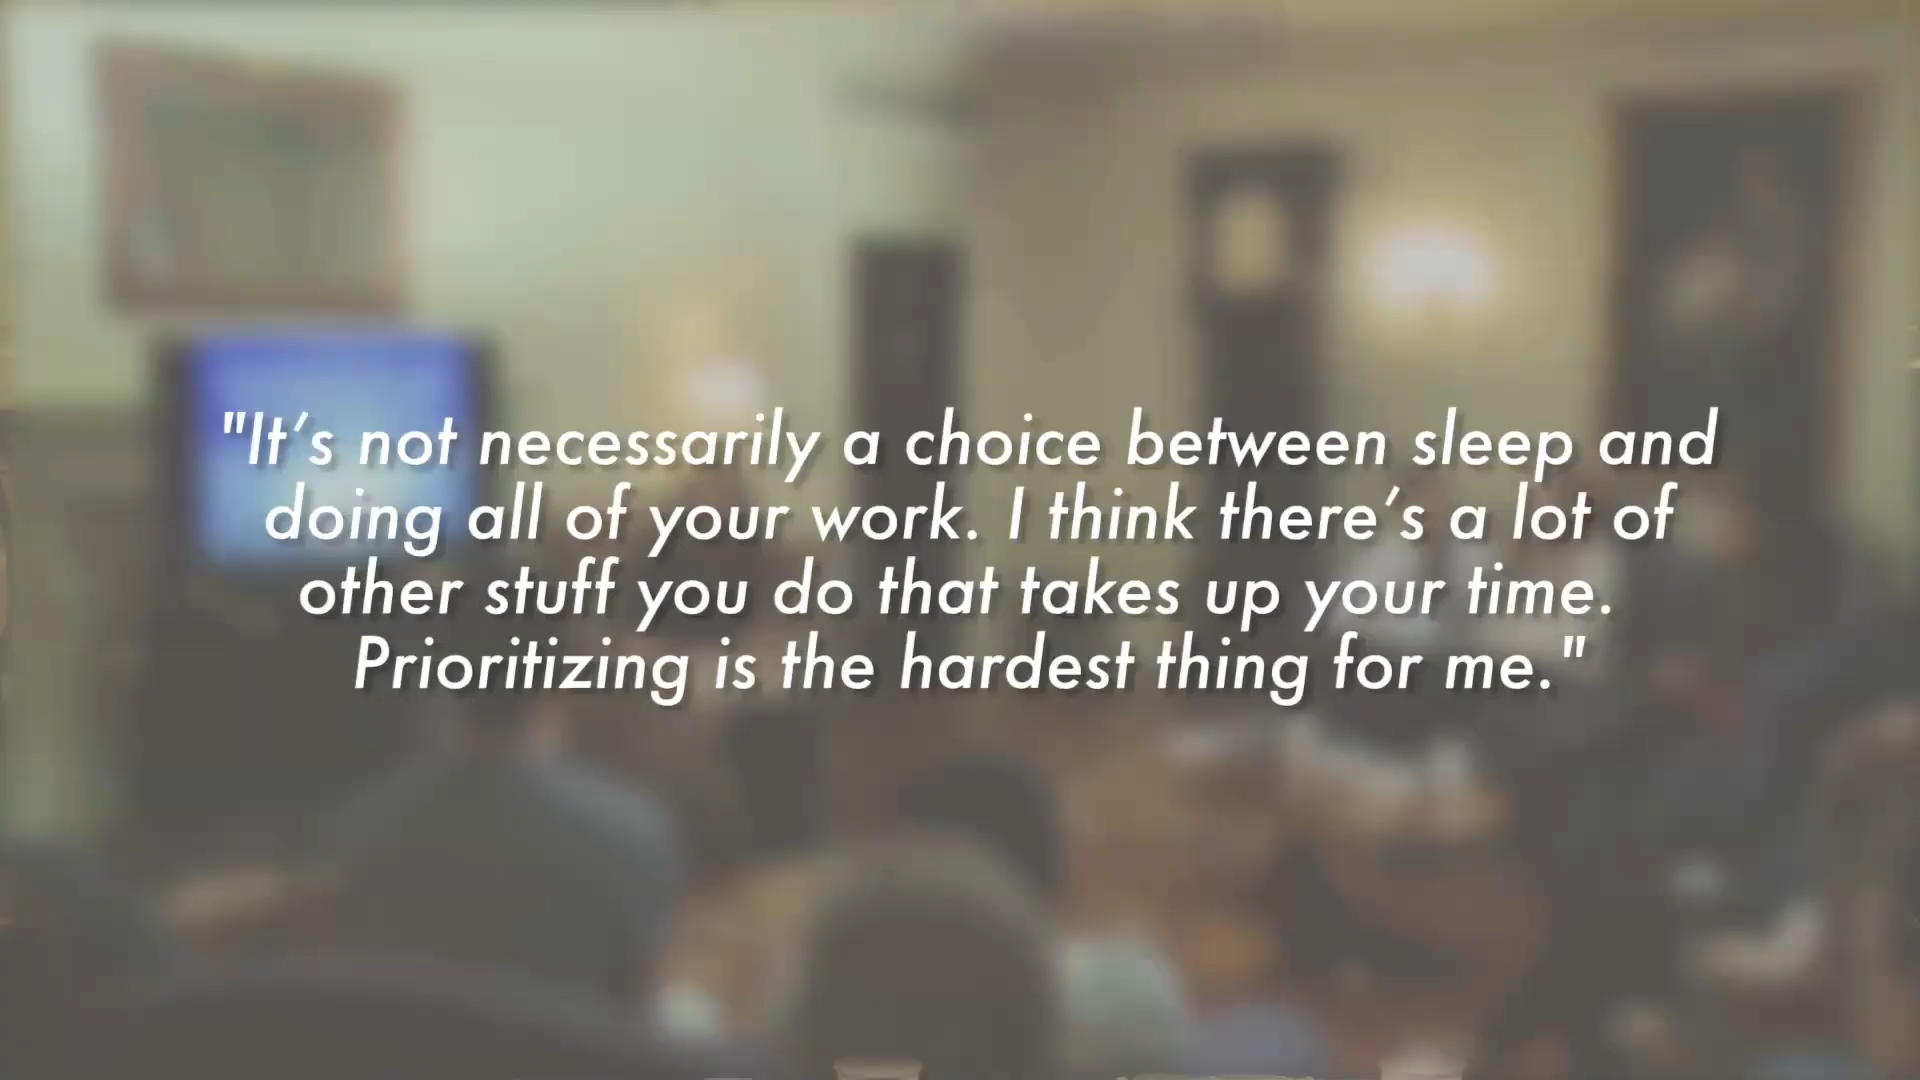 "It’s not necessarily a choice between sleep and
doing all of your work. I think there’s a lot of
other stuff you do that takes up your time.
Prioritizing is the hardest thing for me."